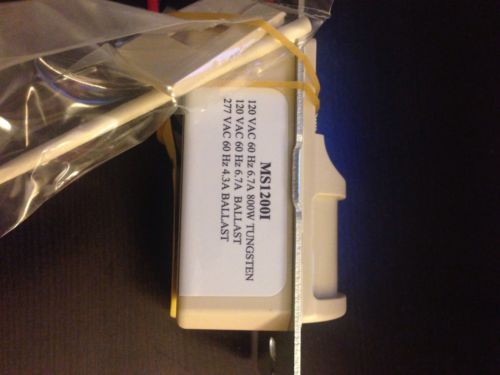 MS1200I
120 VAC 60 Hz 6.7A 800W TUNGSTEN
120 VAC 60 Hz 6.7A BALLAST
277 VAC 60 Hz 4.3A BALLAST